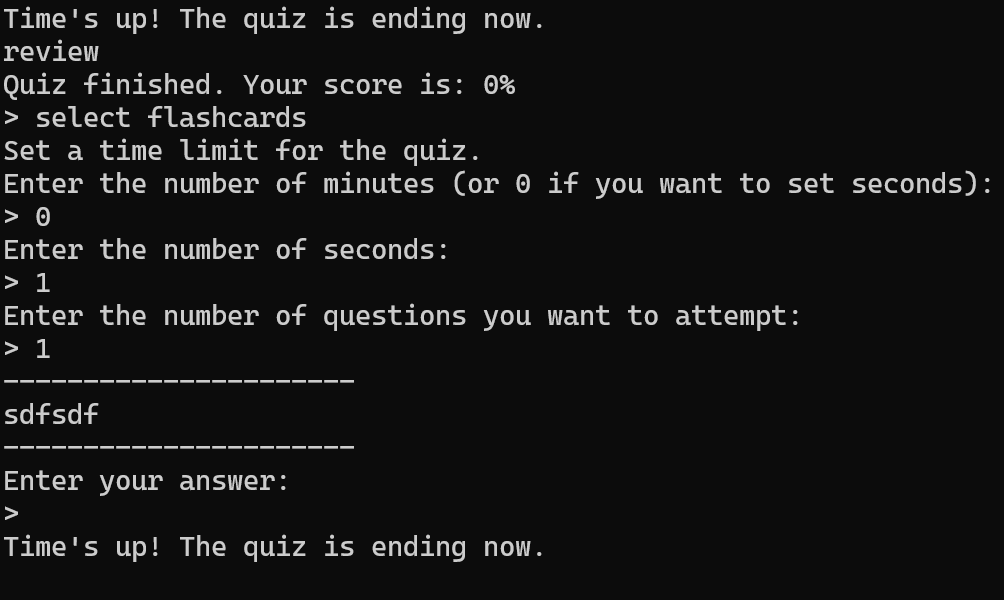 Time's up! The quiz is ending now.
review
Quiz finished. Your score is: 0%
> select flashcards
Set a time limit for the quiz.
Enter the number of minutes (or 0 if you want to set seconds):
> 0
Enter the number of seconds:
> 1
Enter the number of questions you want to attempt:
> 1
----------------------
sdfsdf
----------------------
Enter your answer:
>
Time's up! The quiz is ending now.